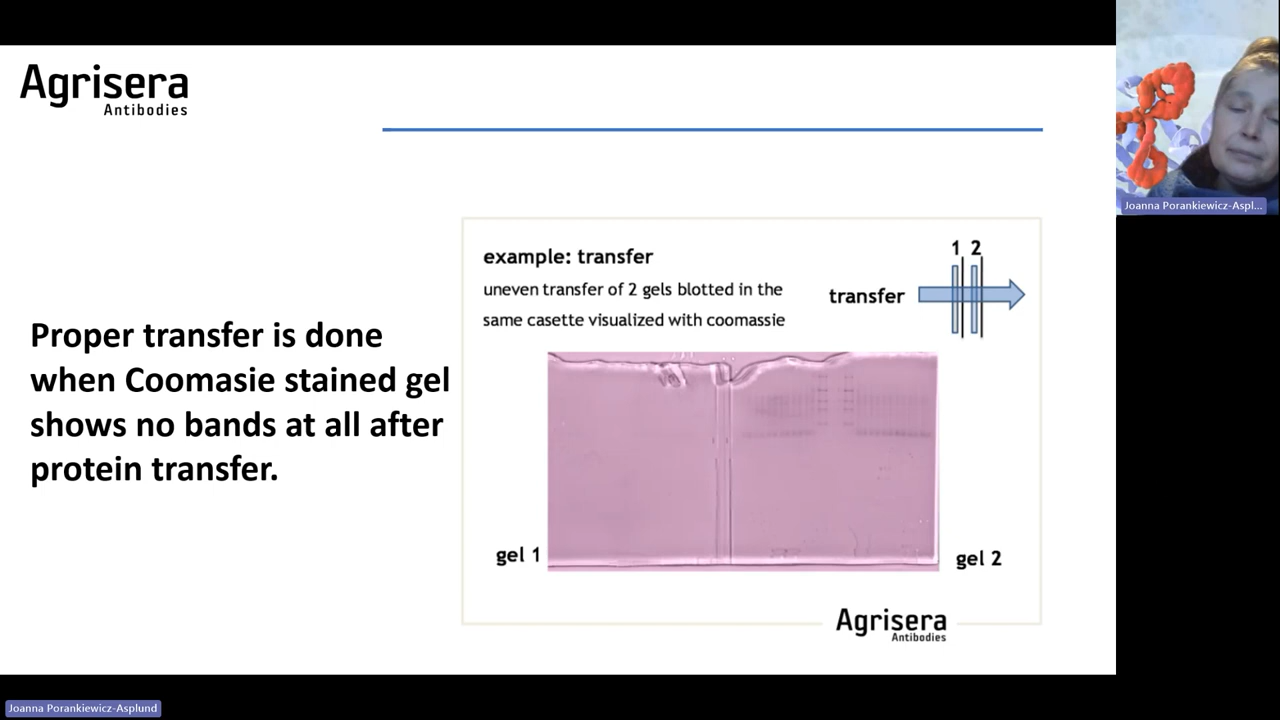 Agrisera
Antibodies
Joanna Porankiewicz-Aspl...
example: transfer
uneven transfer of 2 gels blotted in the
same casette visualized with coomassie
1 2
transfer
Proper transfer is done
when Coomasie stained gel
shows no bands at all after
protein transfer.
gel 1
gel 2
Agrisera
Antibodies
Joanna Porankiewicz-Asplund